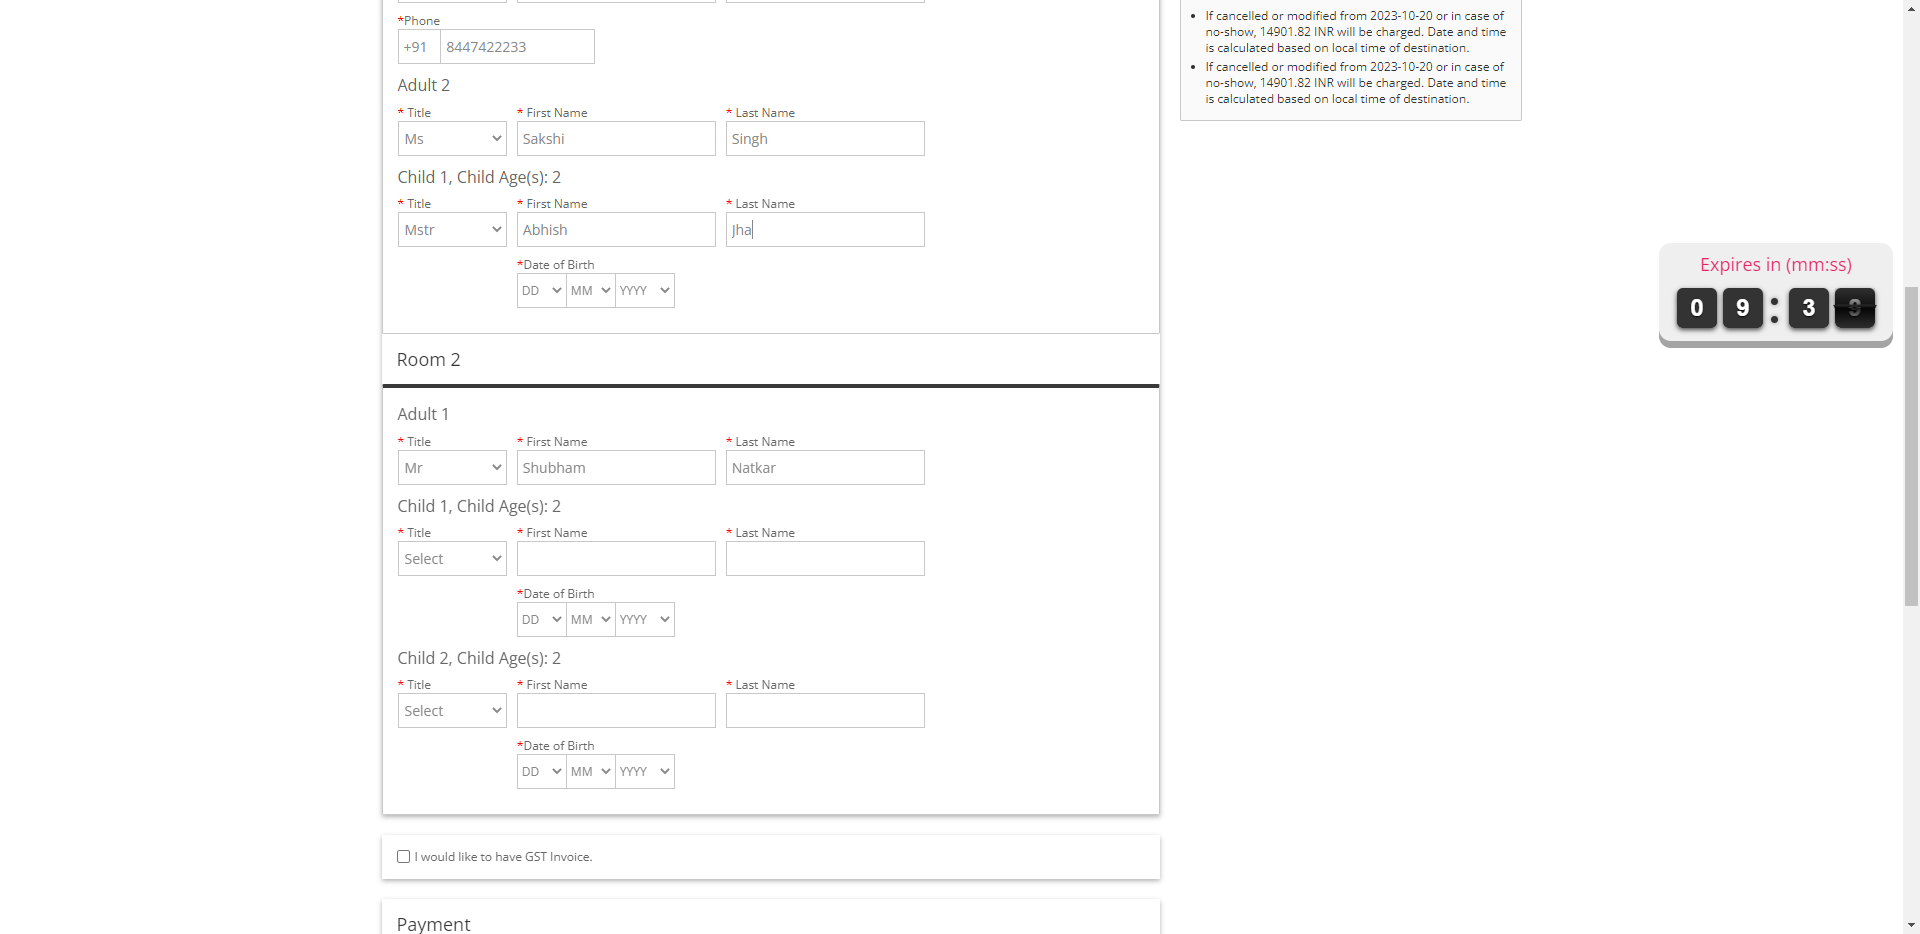 *Phone
+91 8447422233
Adult 2
* Title * First Name * Last Name
Ms Sakshi Singh
Child 1, Child Age(s): 2
* Title * First Name * Last Name
Mstr Abhish Jha
*Date of Birth
DD MM YYYY
Room 2
Adult 1
* Title * First Name * Last Name
Mr Shubham Natkar
Child 1, Child Age(s): 2
* Title * First Name * Last Name
Select
*Date of Birth
DD MM YYYY
Child 2, Child Age(s): 2
* Title * First Name * Last Name
Select
*Date of Birth
DD MM YYYY
I would like to have GST Invoice.
Payment
• If cancelled or modified from 2023-10-20 or in case of
no-show, 14901.82 INR will be charged. Date and time
is calculated based on local time of destination.
• If cancelled or modified from 2023-10-20 or in case of
no-show, 14901.82 INR will be charged. Date and time
is calculated based on local time of destination.
Expires in (mm:ss)
09:3